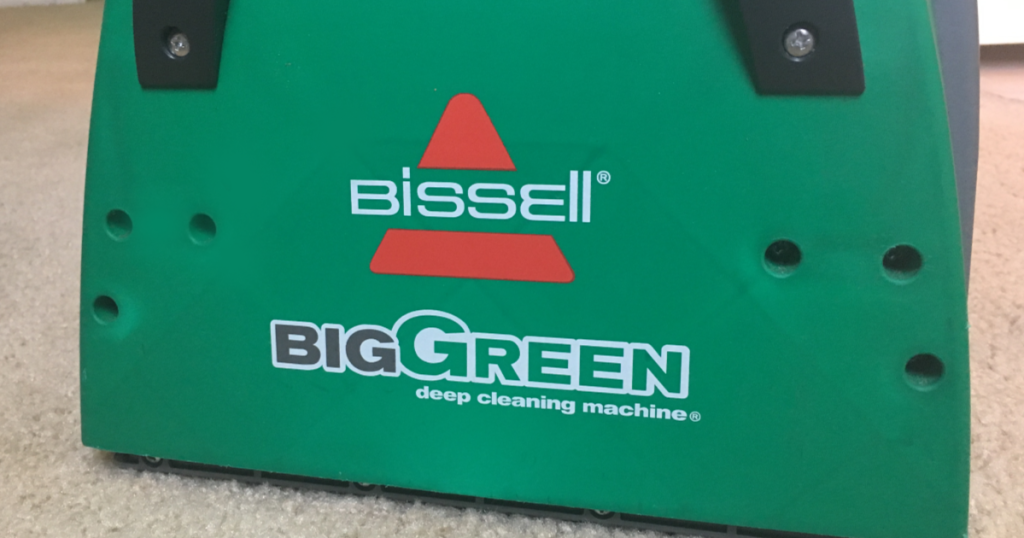 BISSELL®
BIGGREEN
deep cleaning machine®